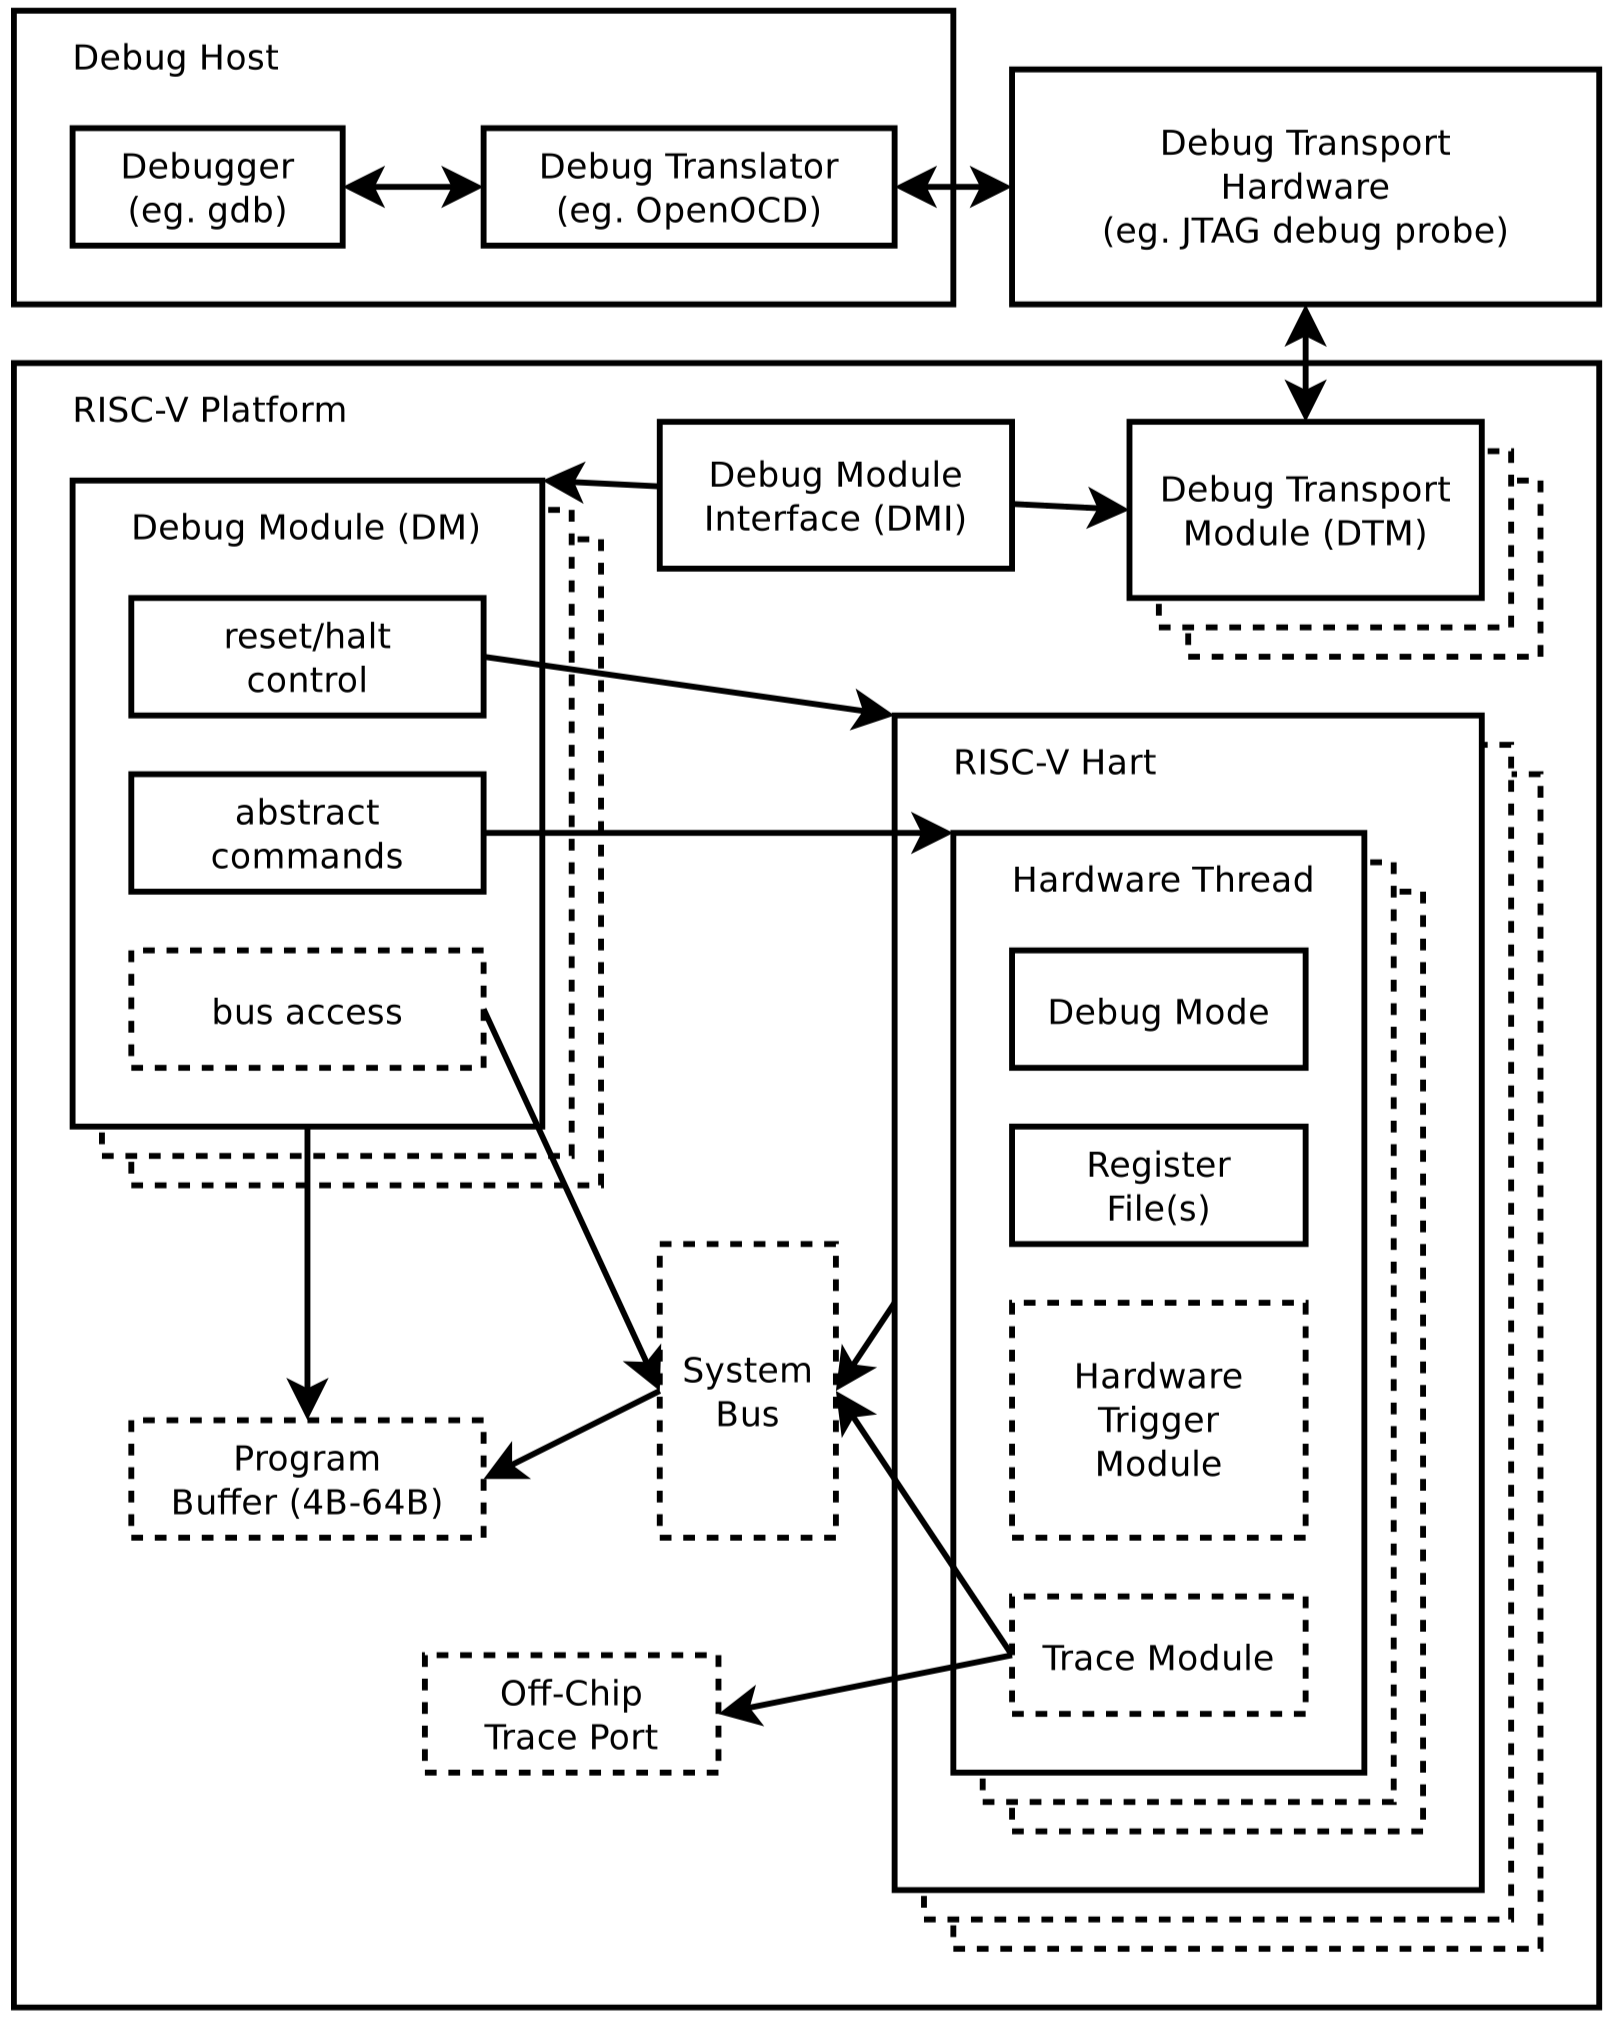 Debug Host
Debugger
(eg. gdb)
Debug Translator
(eg. OpenOCD)
Debug Transport
Hardware
(eg. JTAG debug probe)
RISC-V Platform
Debug Module
Interface (DMI)
Debug Transport
Module (DTM)
Debug Module (DM)
reset/halt
control
abstract
commands
bus access
RISC-V Hart
Hardware Thread
Debug Mode
Register
File(s)
Hardware
Trigger
Module
Trace Module
System
Bus
Program
Buffer (4B-64B)
Off-Chip
Trace Port